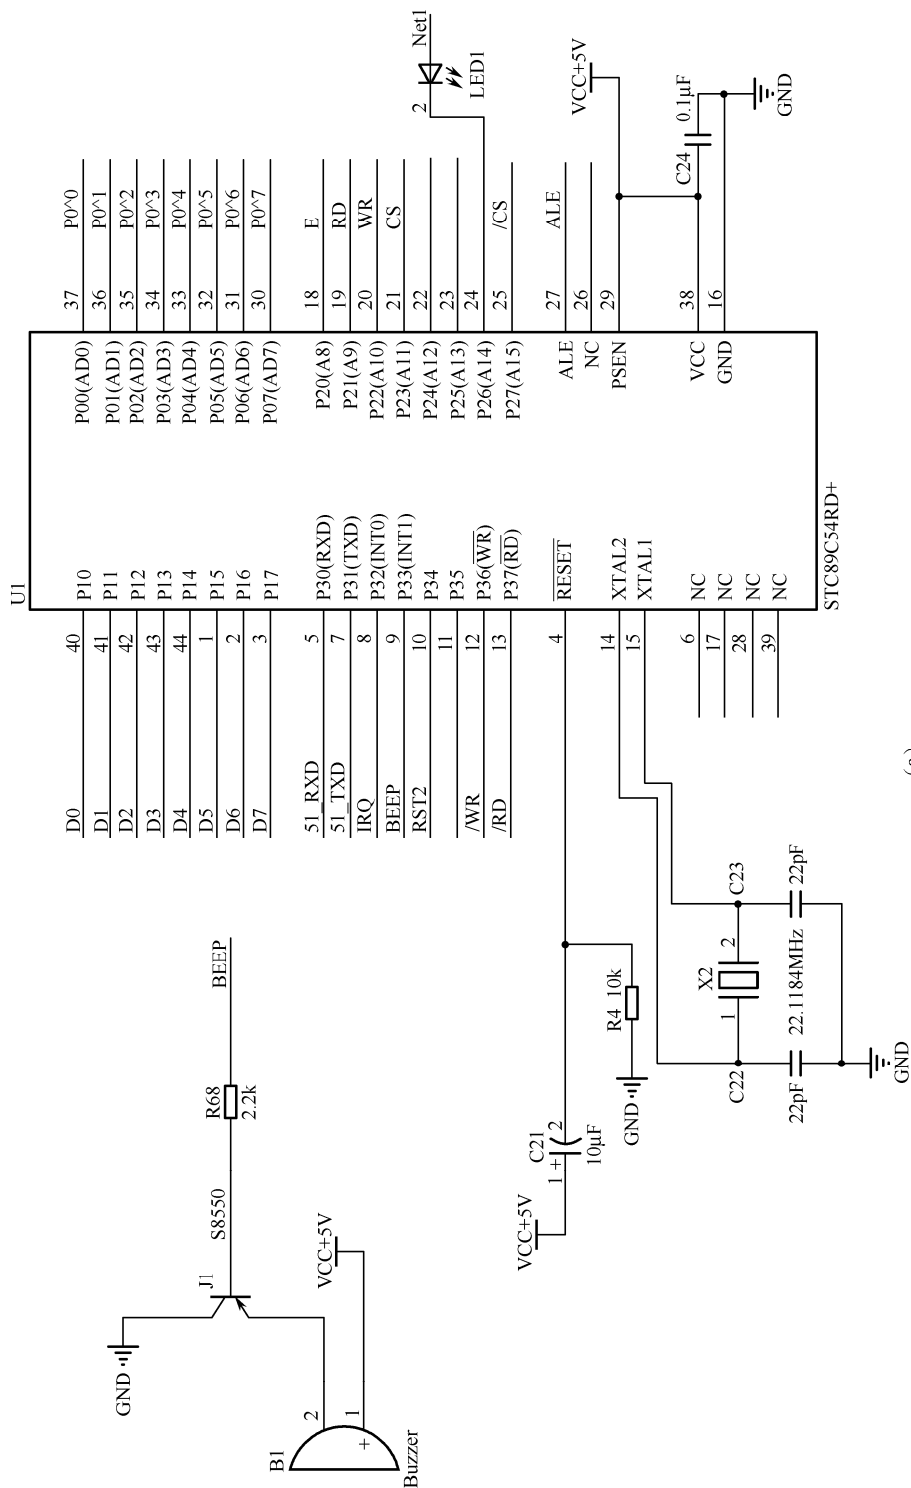 U1
40
P10
41
P11
42
P12
43
P13
44
P14
1
P15
2
P16
3
P17
D0
D1
D2
D3
D4
D5
D6
D7
5
P30(RXD)
7
P31(TXD)
8
P32(INT0)
9
P33(INT1)
10
P34
11
P35
12
P36(WR)
13
P37(RD)
51_RXD
51_TXD
IRQ
BEEP
RST2
/WR
/RD
4
RESET
14
XTAL2
15
XTAL1
6
NC
17
NC
28
NC
39
NC
P00(AD0)
37
P0^0
P01(AD1)
36
P0^1
P02(AD2)
35
P0^2
P03(AD3)
34
P0^3
P04(AD4)
33
P0^4
P05(AD5)
32
P0^5
P06(AD6)
31
P0^6
P07(AD7)
30
P0^7
P20(A8)
18
E
P21(A9)
19
RD
P22(A10)
20
WR
P23(A11)
21
CS
P24(A12)
22
P25(A13)
23
P26(A14)
24
P27(A15)
25
/CS
ALE
27
ALE
NC
26
PSEN
29
VCC
38
GND
16
STC89C54RD+
2
LED1
Net1
VCC+5V
C24
0.1μF
GND
GND
J1
S8550
R68
2.2k
BEEP
B1
2
1
+
Buzzer
VCC+5V
VCC+5V
C21
1 +
2
10μF
GND
R4 10k
X2
1
2
22.1184MHz
C22
22pF
C23
22pF
GND
(a)